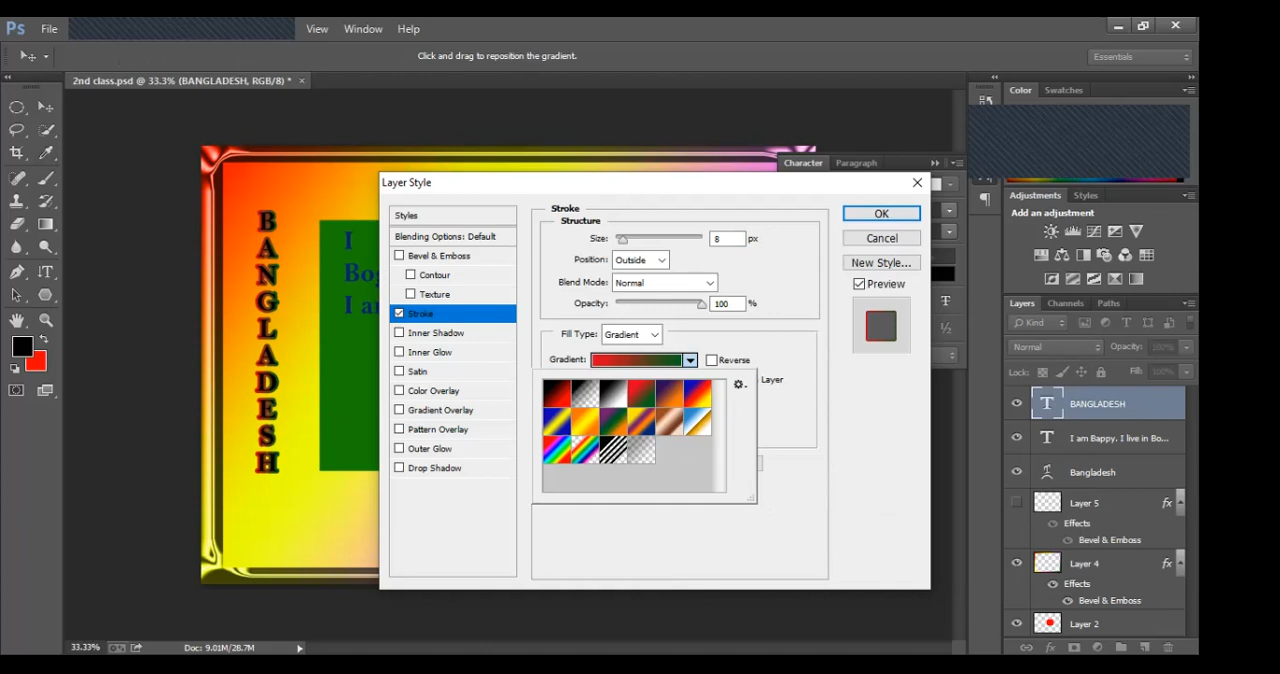 Ps File View Window Help
Click and drag to reposition the gradient.
Essentials
2nd class.psd @ 33.3% (BANGLADESH, RGB/8) * ×
Color Swatches
Character Paragraph
Layer Style
Styles
Blending Options: Default
Bevel & Emboss
Contour
Texture
Stroke
Inner Shadow
Inner Glow
Satin
Color Overlay
Gradient Overlay
Pattern Overlay
Outer Glow
Drop Shadow
Stroke
Structure
Size: 8 px
Position: Outside
Blend Mode: Normal
Opacity: 100 %
Fill Type: Gradient
Gradient: Reverse
Layer
OK
Cancel
New Style...
Preview
BANGLADESH
I
I am
Adjustments Styles
Add an adjustment
Layers Channels Paths
Kind
Normal Opacity:
Lock: Fill:
BANGLADESH
I am Bappy. I live in Bo...
Bangladesh
Layer 5 fx
Effects
Bevel & Emboss
Layer 4 fx
Effects
Bevel & Emboss
Layer 2
33.33% Doc: 9.01M/28.7M